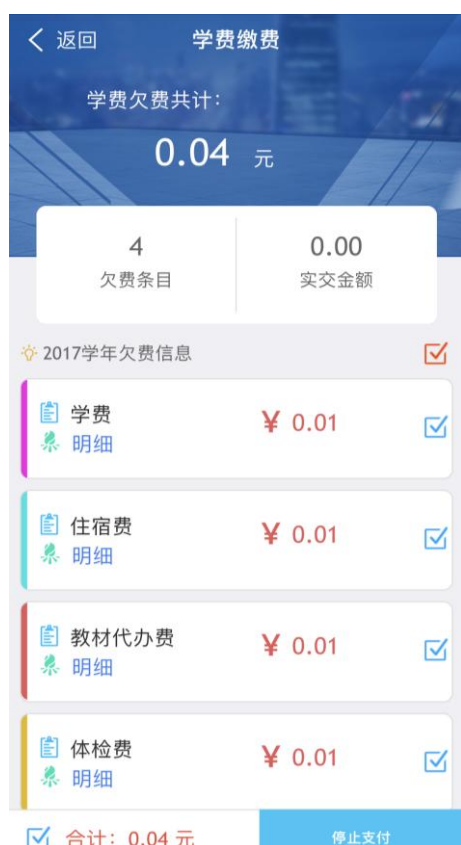 返回 学费缴费
学费欠费共计：
0.04 元
4 0.00
欠费条目 实交金额
2017学年欠费信息
学费 ¥ 0.01
明细
住宿费 ¥ 0.01
明细
教材代办费 ¥ 0.01
明细
体检费 ¥ 0.01
明细
合计：0.04 元 停止支付